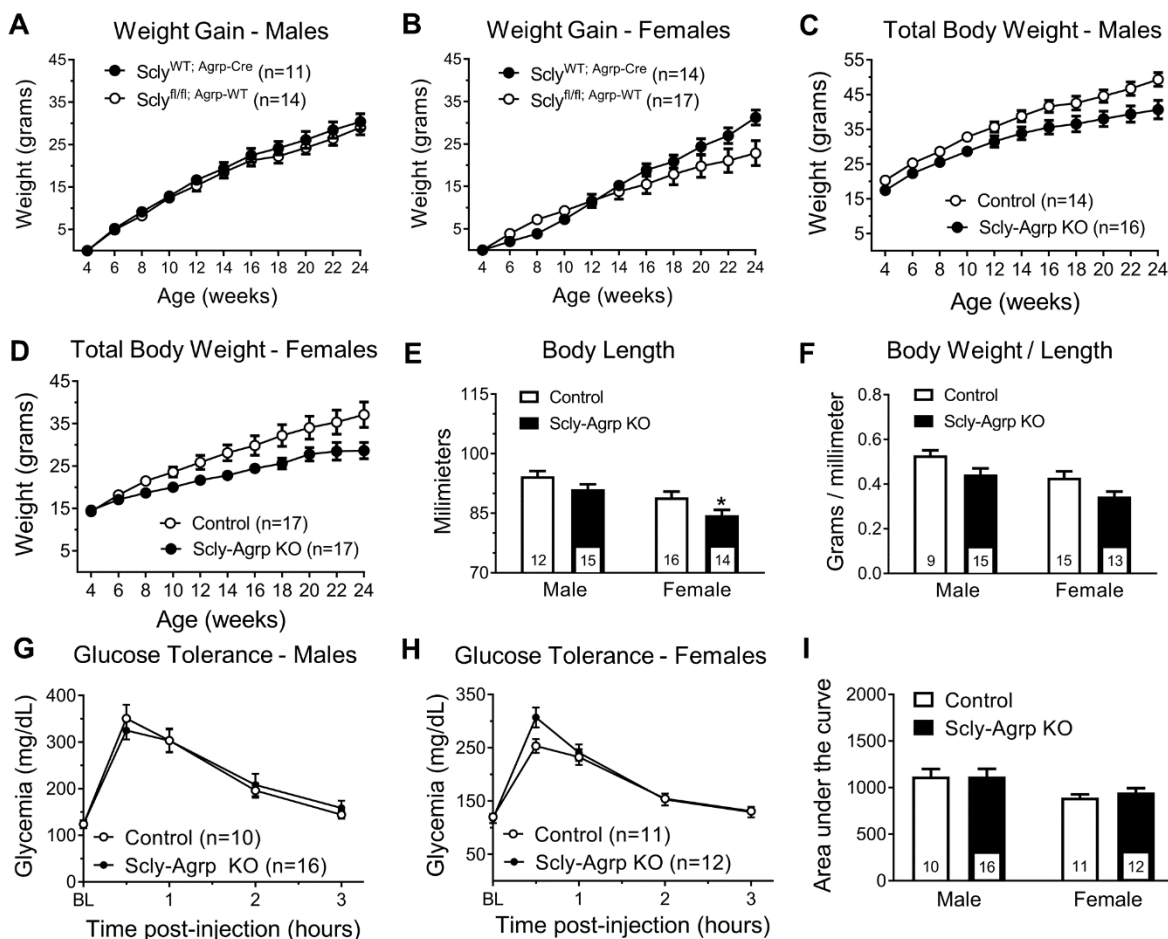 A Weight Gain - Males
Weight (grams)
45
35
25
15
5
Scly^WT; Agrp-Cre (n=11)
Scly^fl/fl; Agrp-WT (n=14)
4 6 8 10 12 14 16 18 20 22 24
Age (weeks)
B Weight Gain - Females
Weight (grams)
45
35
25
15
5
Scly^WT; Agrp-Cre (n=14)
Scly^fl/fl; Agrp-WT (n=17)
4 6 8 10 12 14 16 18 20 22 24
Age (weeks)
C Total Body Weight - Males
Weight (grams)
55
45
35
25
15
5
Control (n=14)
Scly-Agrp KO (n=16)
4 6 8 10 12 14 16 18 20 22 24
Age (weeks)
D Total Body Weight - Females
Weight (grams)
45
35
25
15
5
Control (n=17)
Scly-Agrp KO (n=17)
4 6 8 10 12 14 16 18 20 22 24
Age (weeks)
E Body Length
Milimieters
115
100
85
70
Control
Scly-Agrp KO
*
12 15 16 14
Male Female
F Body Weight / Length
Grams / millimeter
0.8
0.6
0.4
0.2
0.0
Control
Scly-Agrp KO
9 15 15 13
Male Female
G Glucose Tolerance - Males
Glycemia (mg/dL)
400
300
200
100
0
Control (n=10)
Scly-Agrp KO (n=16)
BL 1 2 3
Time post-injection (hours)
H Glucose Tolerance - Females
Glycemia (mg/dL)
350
250
150
50
Control (n=11)
Scly-Agrp KO (n=12)
BL 1 2 3
Time post-injection (hours)
I
Area under the curve
2000
1500
1000
500
0
Control
Scly-Agrp KO
10 16 11 12
Male Female